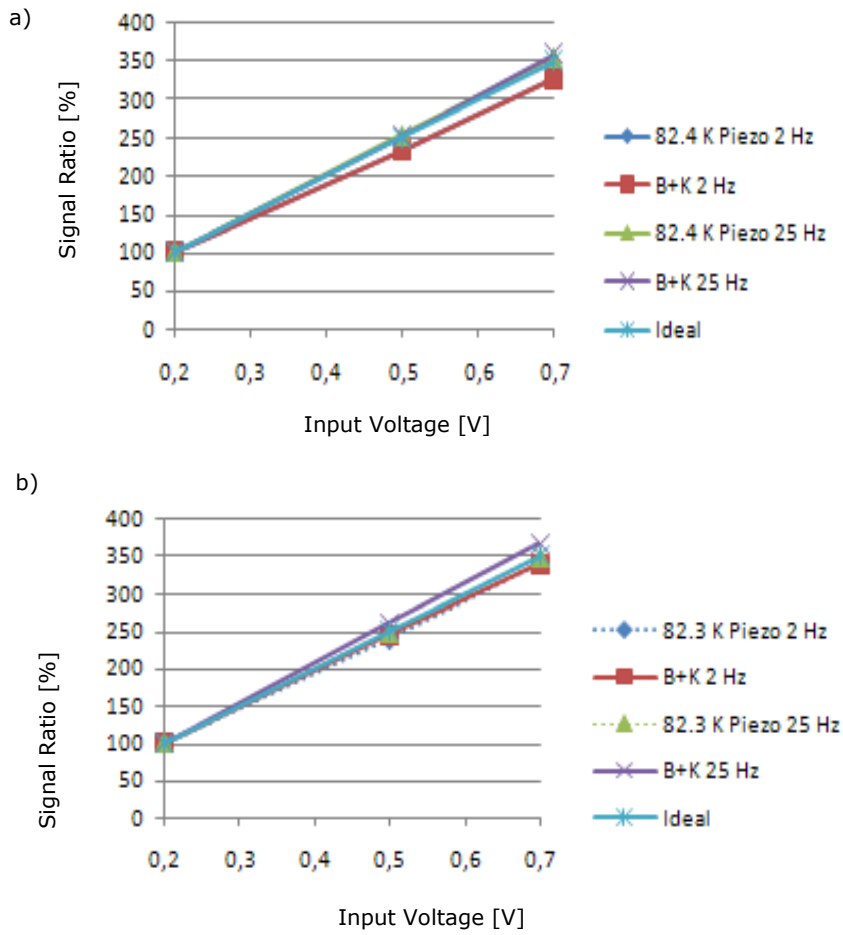 a)
Signal Ratio [%]
400
350
300
250
200
150
100
50
0
0,2 0,3 0,4 0,5 0,6 0,7
Input Voltage [V]
82.4 K Piezo 2 Hz
B+K 2 Hz
82.4 K Piezo 25 Hz
B+K 25 Hz
Ideal
b)
Signal Ratio [%]
400
350
300
250
200
150
100
50
0
0,2 0,3 0,4 0,5 0,6 0,7
Input Voltage [V]
82.3 K Piezo 2 Hz
B+K 2 Hz
82.3 K Piezo 25 Hz
B+K 25 Hz
Ideal